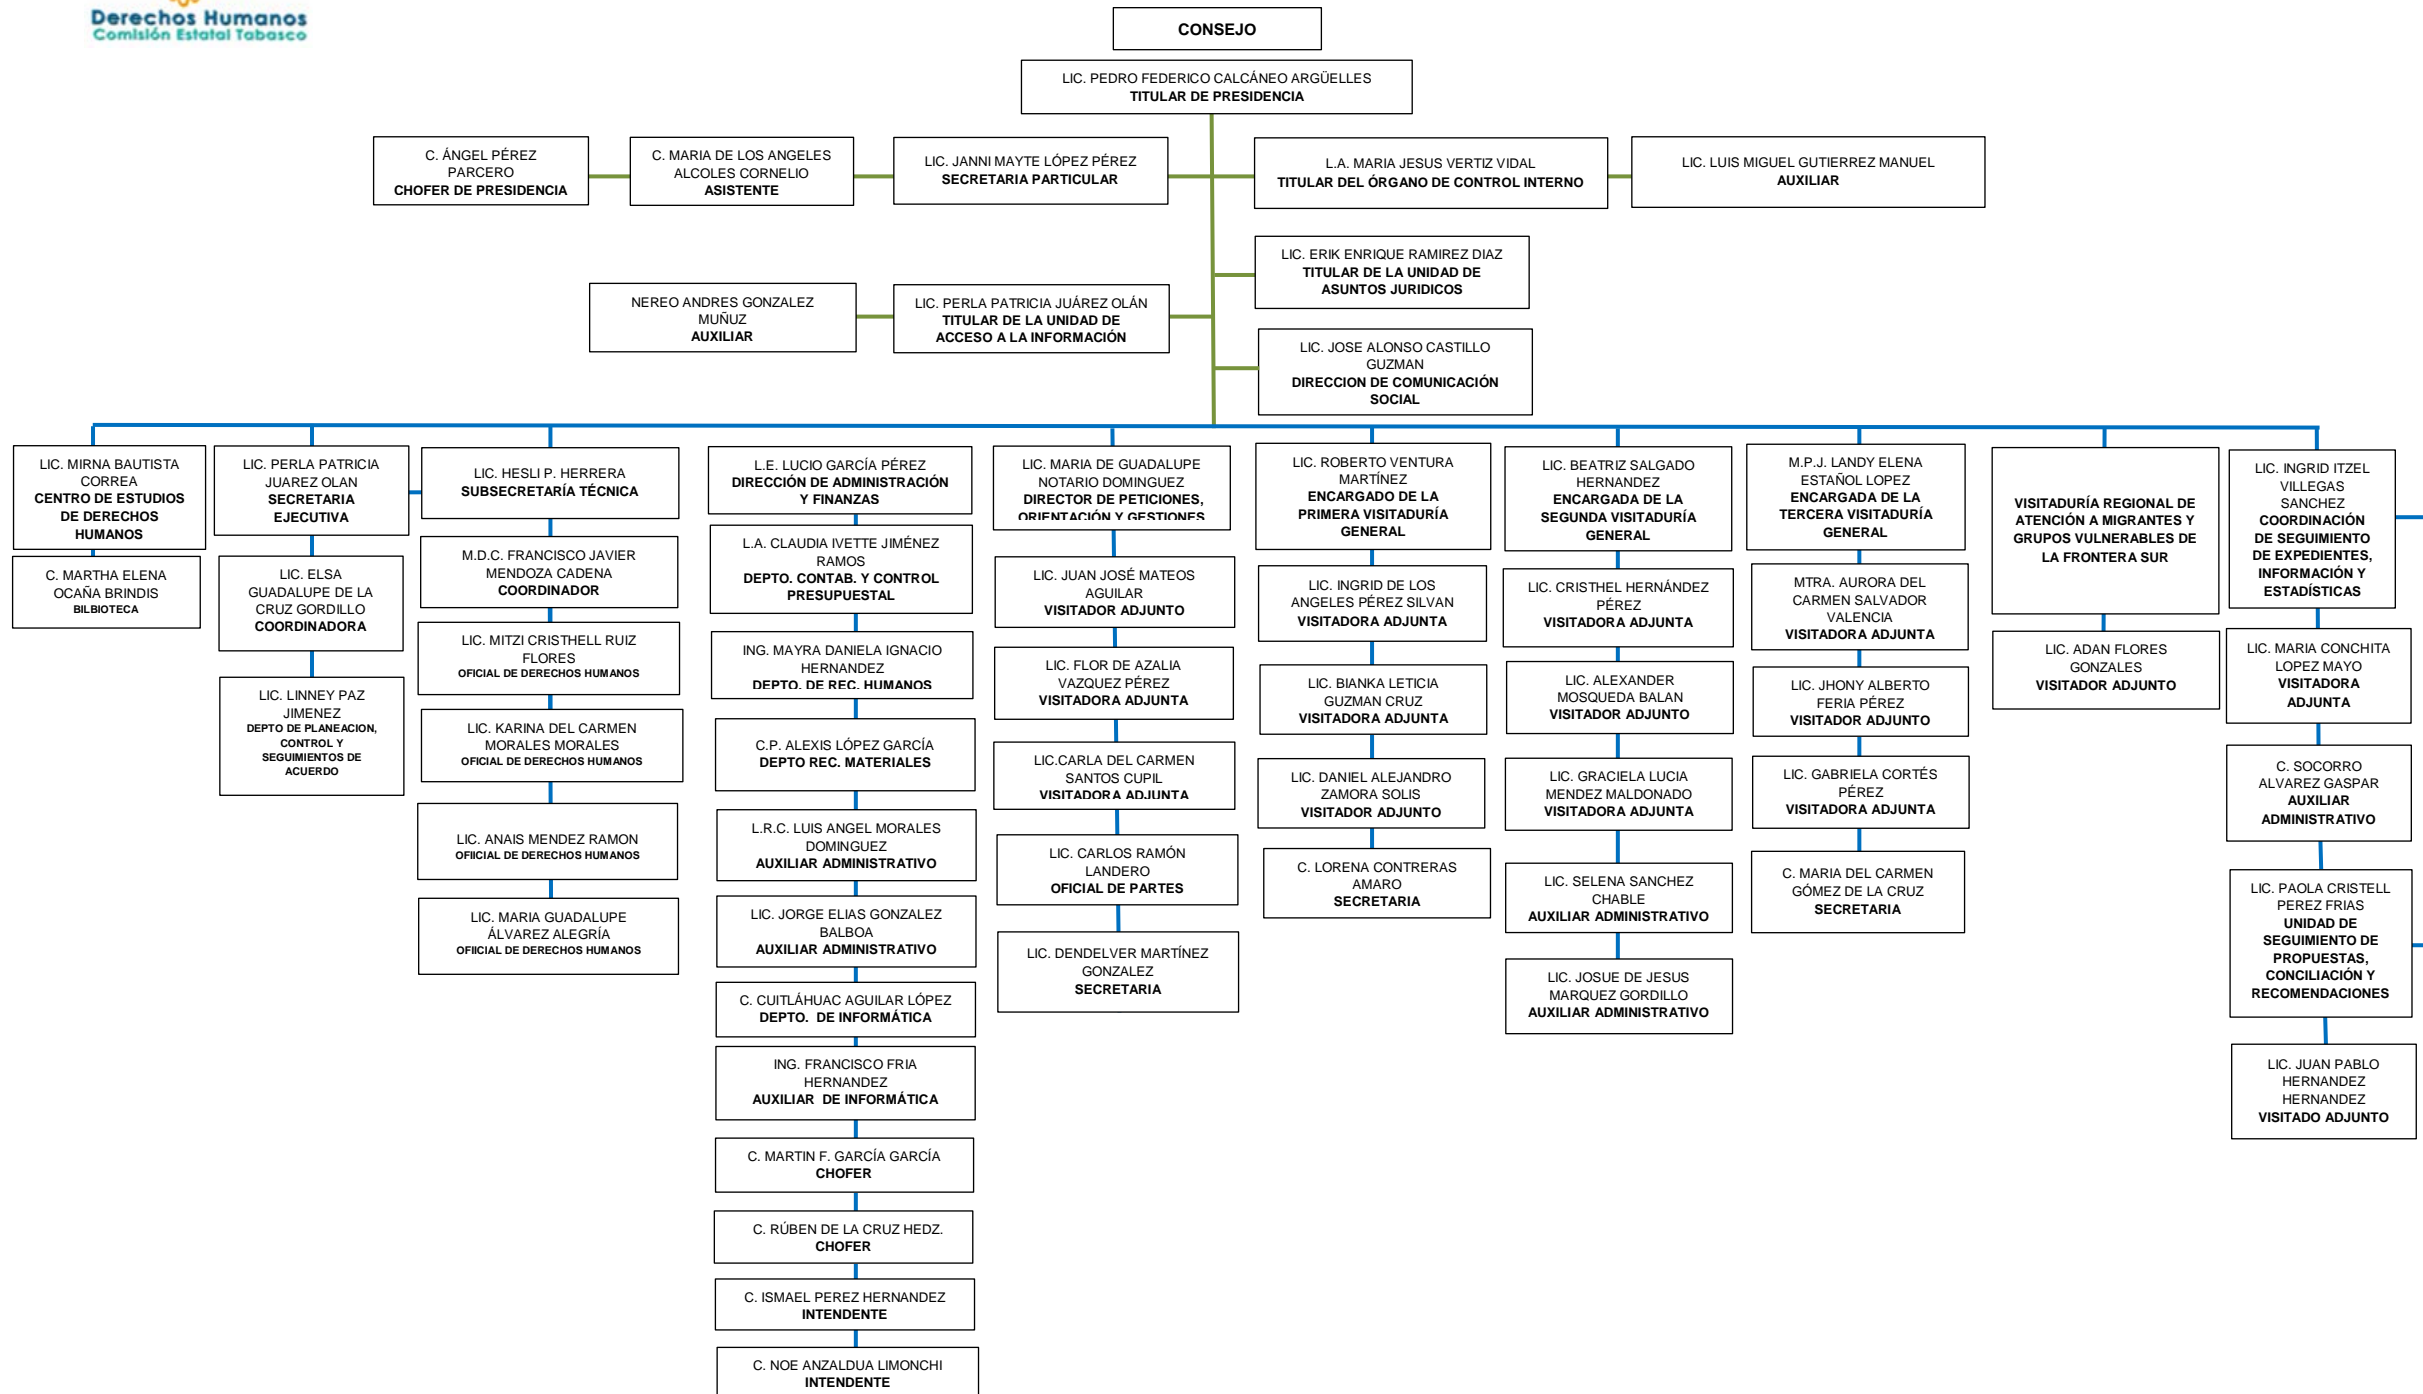 Derechos Humanos
Comisión Estatal Tabasco
CONSEJO
LIC. PEDRO FEDERICO CALCÁNEO ARGÜELLES
TITULAR DE PRESIDENCIA
C. ÁNGEL PÉREZ
PARCERO
CHOFER DE PRESIDENCIA
C. MARIA DE LOS ANGELES
ALCOLES CORNELIO
ASISTENTE
LIC. JANNI MAYTE LÓPEZ PÉREZ
SECRETARIA PARTICULAR
L.A. MARIA JESUS VERTIZ VIDAL
TITULAR DEL ÓRGANO DE CONTROL INTERNO
LIC. LUIS MIGUEL GUTIERREZ MANUEL
AUXILIAR
LIC. ERIK ENRIQUE RAMIREZ DIAZ
TITULAR DE LA UNIDAD DE
ASUNTOS JURIDICOS
NEREO ANDRES GONZALEZ
MUÑUZ
AUXILIAR
LIC. PERLA PATRICIA JUÁREZ OLÁN
TITULAR DE LA UNIDAD DE
ACCESO A LA INFORMACIÓN
LIC. JOSE ALONSO CASTILLO
GUZMAN
DIRECCION DE COMUNICACIÓN
SOCIAL
LIC. MIRNA BAUTISTA
CORREA
CENTRO DE ESTUDIOS
DE DERECHOS
HUMANOS
C. MARTHA ELENA
OCAÑA BRINDIS
BILBIOTECA
LIC. PERLA PATRICIA
JUAREZ OLAN
SECRETARIA
EJECUTIVA
LIC. ELSA
GUADALUPE DE LA
CRUZ GORDILLO
COORDINADORA
LIC. LINNEY PAZ
JIMENEZ
DEPTO DE PLANEACION,
CONTROL Y
SEGUIMIENTOS DE
ACUERDO
LIC. HESLI P. HERRERA
SUBSECRETARÍA TÉCNICA
M.D.C. FRANCISCO JAVIER
MENDOZA CADENA
COORDINADOR
LIC. MITZI CRISTHELL RUIZ
FLORES
OFICIAL DE DERECHOS HUMANOS
LIC. KARINA DEL CARMEN
MORALES MORALES
OFICIAL DE DERECHOS HUMANOS
LIC. ANAIS MENDEZ RAMON
OFIICIAL DE DERECHOS HUMANOS
LIC. MARIA GUADALUPE
ÁLVAREZ ALEGRÍA
OFIICIAL DE DERECHOS HUMANOS
L.E. LUCIO GARCÍA PÉREZ
DIRECCIÓN DE ADMINISTRACIÓN
Y FINANZAS
L.A. CLAUDIA IVETTE JIMÉNEZ
RAMOS
DEPTO. CONTAB. Y CONTROL
PRESUPUESTAL
ING. MAYRA DANIELA IGNACIO
HERNANDEZ
DEPTO. DE REC. HUMANOS
C.P. ALEXIS LÓPEZ GARCÍA
DEPTO REC. MATERIALES
L.R.C. LUIS ANGEL MORALES
DOMINGUEZ
AUXILIAR ADMINISTRATIVO
LIC. JORGE ELIAS GONZALEZ
BALBOA
AUXILIAR ADMINISTRATIVO
C. CUITLÁHUAC AGUILAR LÓPEZ
DEPTO. DE INFORMÁTICA
ING. FRANCISCO FRIA
HERNANDEZ
AUXILIAR DE INFORMÁTICA
C. MARTIN F. GARCÍA GARCÍA
CHOFER
C. RÚBEN DE LA CRUZ HEDZ.
CHOFER
C. ISMAEL PEREZ HERNANDEZ
INTENDENTE
C. NOE ANZALDUA LIMONCHI
INTENDENTE
LIC. MARIA DE GUADALUPE
NOTARIO DOMINGUEZ
DIRECTOR DE PETICIONES,
ORIENTACIÓN Y GESTIONES
LIC. JUAN JOSÉ MATEOS
AGUILAR
VISITADOR ADJUNTO
LIC. FLOR DE AZALIA
VAZQUEZ PÉREZ
VISITADORA ADJUNTA
LIC.CARLA DEL CARMEN
SANTOS CUPIL
VISITADORA ADJUNTA
LIC. CARLOS RAMÓN
LANDERO
OFICIAL DE PARTES
LIC. DENDELVER MARTÍNEZ
GONZALEZ
SECRETARIA
LIC. ROBERTO VENTURA
MARTÍNEZ
ENCARGADO DE LA
PRIMERA VISITADURÍA
GENERAL
LIC. INGRID DE LOS
ANGELES PÉREZ SILVAN
VISITADORA ADJUNTA
LIC. BIANKA LETICIA
GUZMAN CRUZ
VISITADORA ADJUNTA
LIC. DANIEL ALEJANDRO
ZAMORA SOLIS
VISITADOR ADJUNTO
C. LORENA CONTRERAS
AMARO
SECRETARIA
LIC. BEATRIZ SALGADO
HERNANDEZ
ENCARGADA DE LA
SEGUNDA VISITADURÍA
GENERAL
LIC. CRISTHEL HERNÁNDEZ
PÉREZ
VISITADORA ADJUNTA
LIC. ALEXANDER
MOSQUEDA BALAN
VISITADOR ADJUNTO
LIC. GRACIELA LUCIA
MENDEZ MALDONADO
VISITADORA ADJUNTA
LIC. SELENA SANCHEZ
CHABLE
AUXILIAR ADMINISTRATIVO
LIC. JOSUE DE JESUS
MARQUEZ GORDILLO
AUXILIAR ADMINISTRATIVO
M.P.J. LANDY ELENA
ESTAÑOL LOPEZ
ENCARGADA DE LA
TERCERA VISITADURÍA
GENERAL
MTRA. AURORA DEL
CARMEN SALVADOR
VALENCIA
VISITADORA ADJUNTA
LIC. JHONY ALBERTO
FERIA PÉREZ
VISITADOR ADJUNTO
LIC. GABRIELA CORTÉS
PÉREZ
VISITADORA ADJUNTA
C. MARIA DEL CARMEN
GÓMEZ DE LA CRUZ
SECRETARIA
VISITADURÍA REGIONAL DE
ATENCIÓN A MIGRANTES Y
GRUPOS VULNERABLES DE
LA FRONTERA SUR
LIC. ADAN FLORES
GONZALES
VISITADOR ADJUNTO
LIC. INGRID ITZEL
VILLEGAS
SANCHEZ
COORDINACIÓN
DE SEGUIMIENTO
DE EXPEDIENTES,
INFORMACIÓN Y
ESTADÍSTICAS
LIC. MARIA CONCHITA
LOPEZ MAYO
VISITADORA
ADJUNTA
C. SOCORRO
ALVAREZ GASPAR
AUXILIAR
ADMINISTRATIVO
LIC. PAOLA CRISTELL
PEREZ FRIAS
UNIDAD DE
SEGUIMIENTO DE
PROPUESTAS,
CONCILIACIÓN Y
RECOMENDACIONES
LIC. JUAN PABLO
HERNANDEZ
HERNANDEZ
VISITADO ADJUNTO